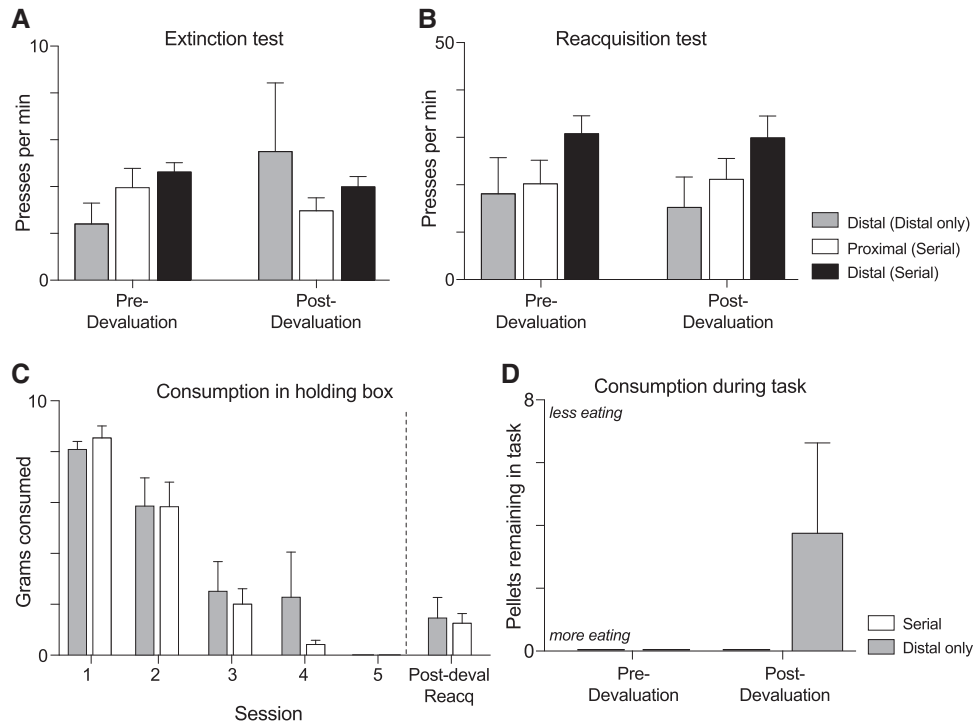 A
Extinction test
10
Presses per min
0
Pre-
Devaluation
Post-
Devaluation
B
Reacquisition test
50
Presses per min
0
Pre-
Devaluation
Post-
Devaluation
Distal (Distal only)
Proximal (Serial)
Distal (Serial)
C
Consumption in holding box
10
Grams consumed
0
1
2
3
4
5
Post-deval
Reacq
Session
D
Consumption during task
8
less eating
Pellets remaining in task
more eating
0
Pre-
Devaluation
Post-
Devaluation
Serial
Distal only